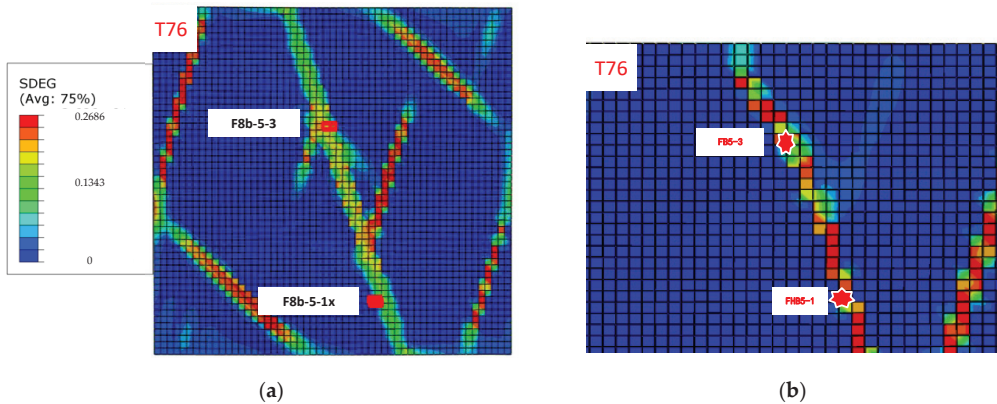 T76
SDEG
(Avg: 75%)
0.2686
0.1343
0
F8b-5-3
F8b-5-1x
(a)
T76
FB5-3
FHB5-1
(b)